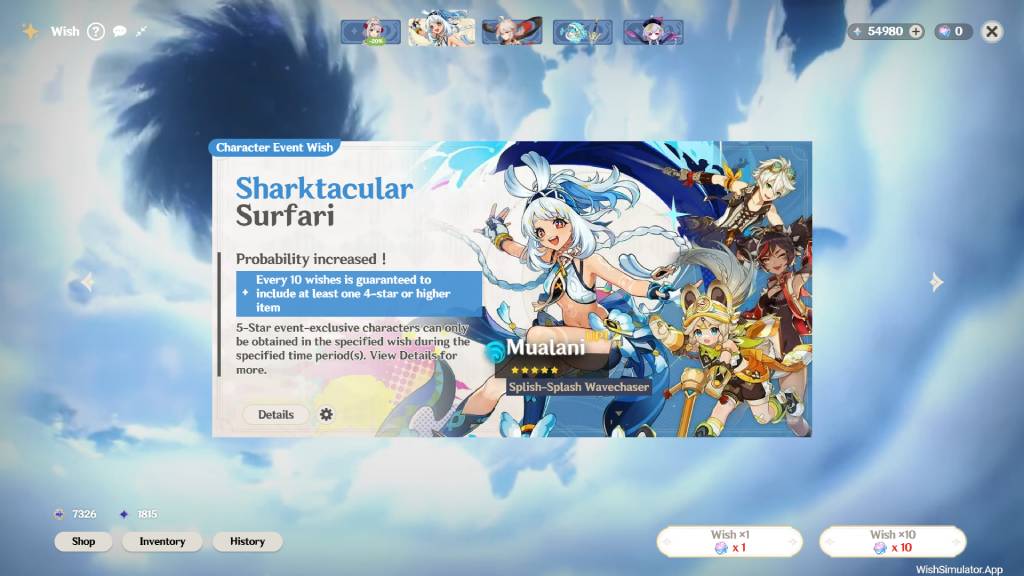 Wish ?
-20%
54980 +
0
Character Event Wish
Sharktacular
Surfari
Probability increased !
Every 10 wishes is guaranteed to
include at least one 4-star or higher
item
5-Star event-exclusive characters can only
be obtained in the specified wish during the
specified time period(s). View Details for
more.
Mualani
Splish-Splash Wavechaser
Details
7326 1815
Shop Inventory History
Wish ×1
x 1
Wish ×10
x 10
WishSimulator.App